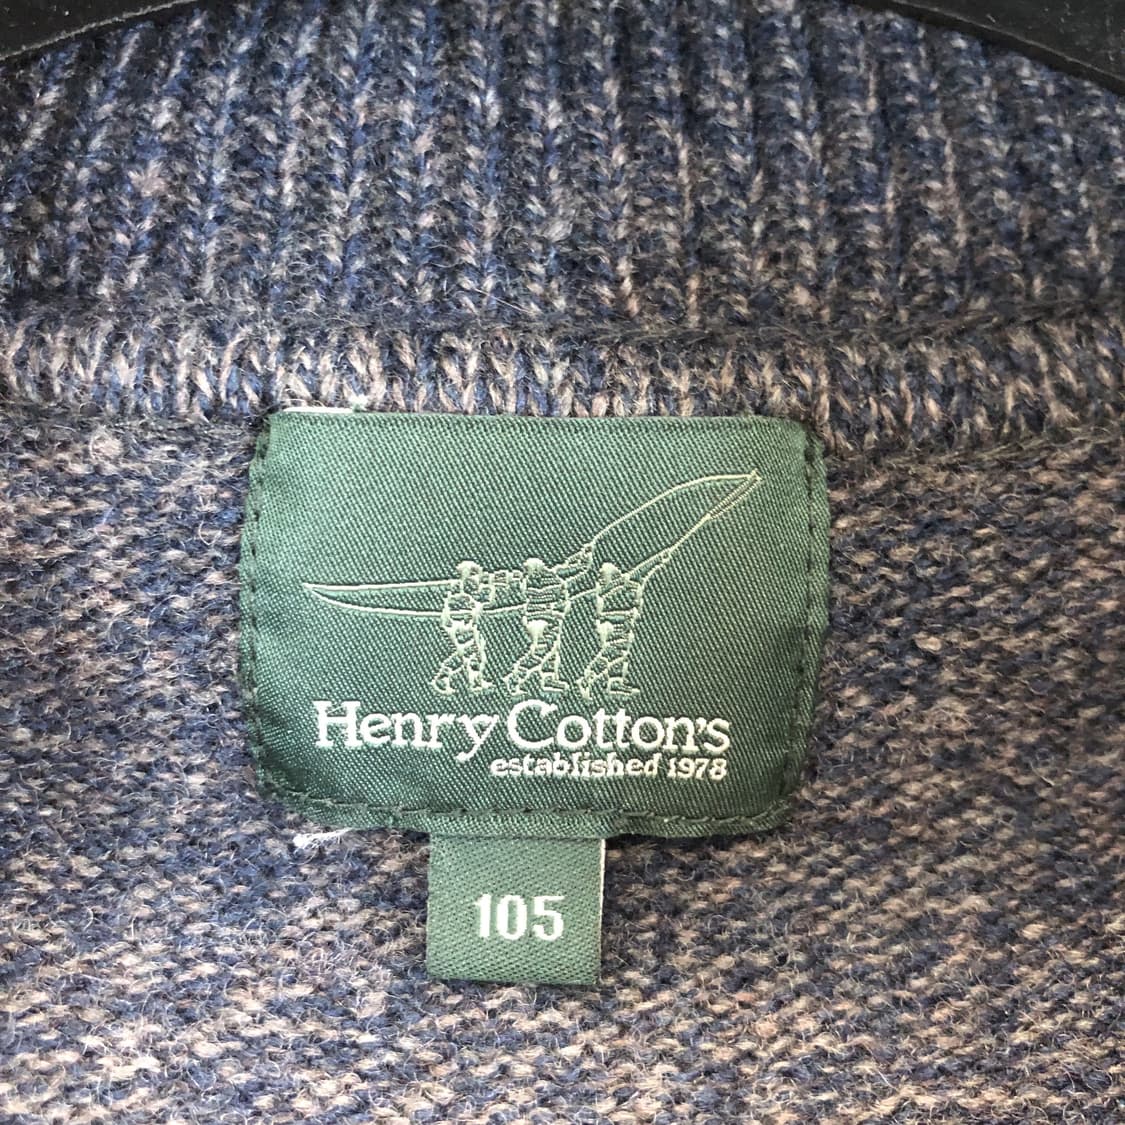 Henry Cotton's
established 1978
105